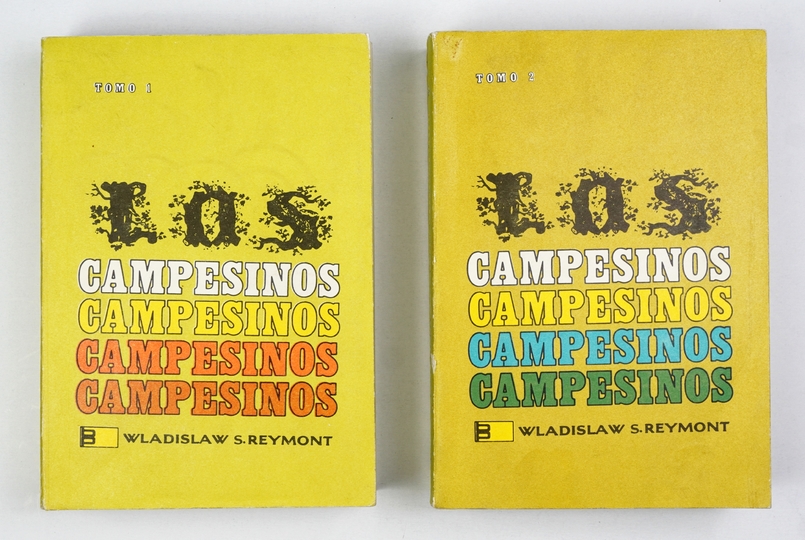 TOMO 1
LOS
CAMPESINOS
CAMPESINOS
CAMPESINOS
CAMPESINOS
WLADISLAW S. REYMONT
TOMO 2
LOS
CAMPESINOS
CAMPESINOS
CAMPESINOS
CAMPESINOS
WLADISLAW S. REYMONT